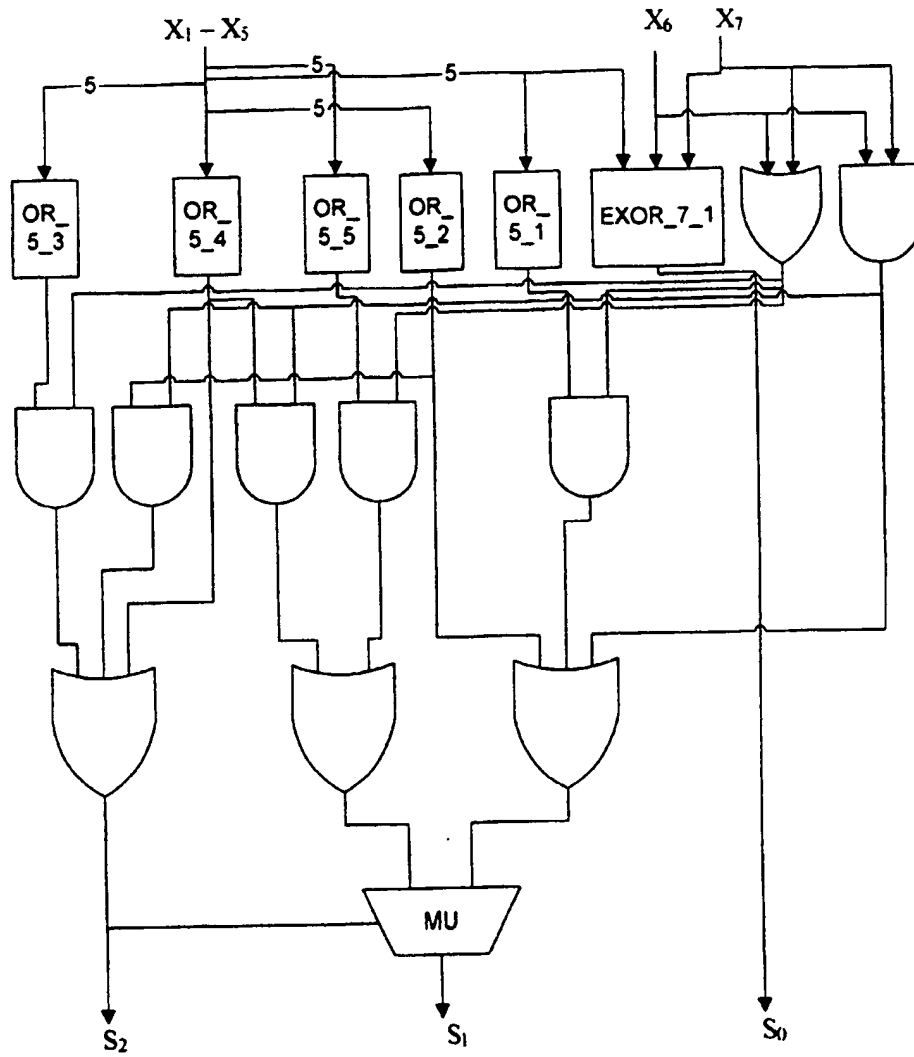 X₁ – X₅
X₆
X₇
5
5
5
5
OR_
5_3
OR_
5_4
OR_
5_5
OR_
5_2
OR_
5_1
EXOR_7_1
MU
S₂
S₁
S₀